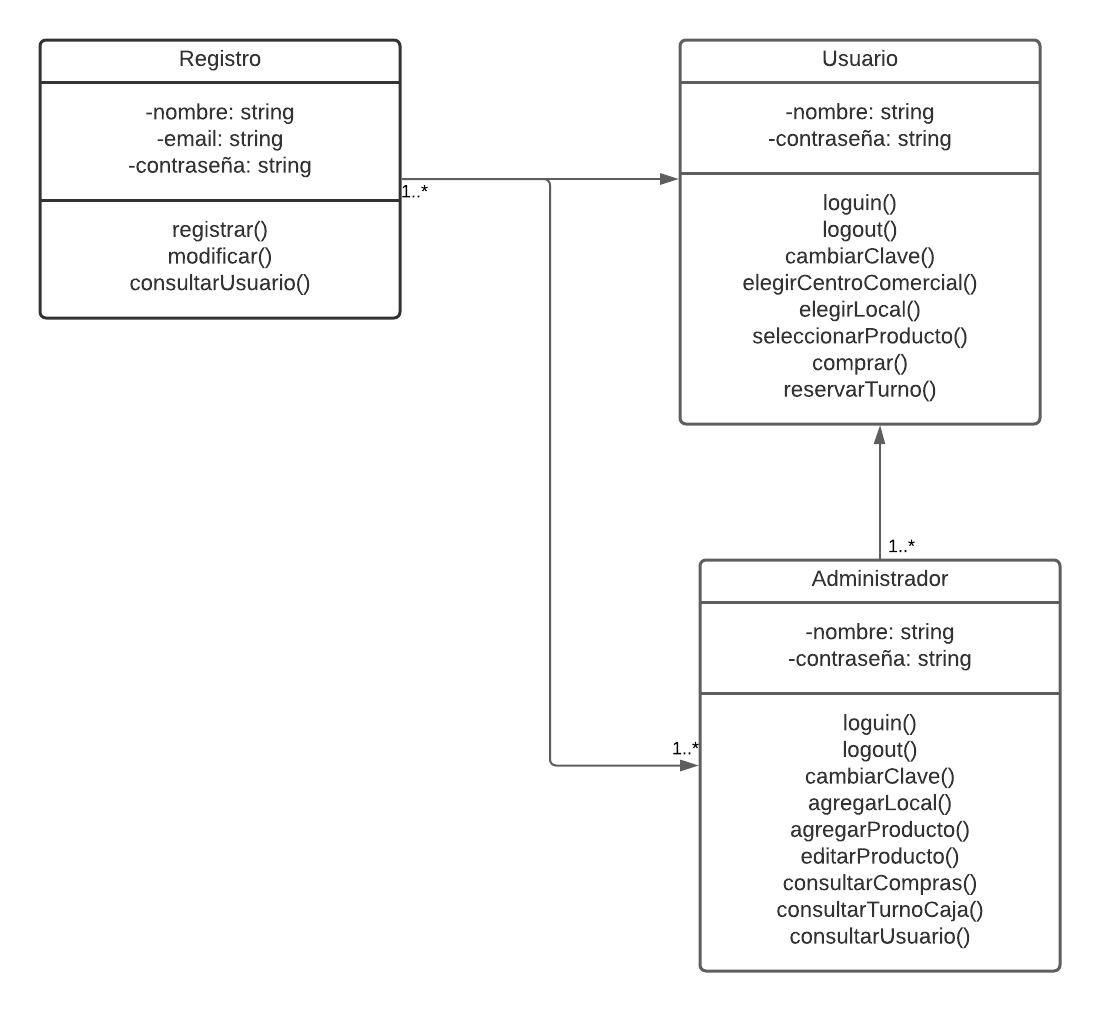 Registro
-nombre: string
-email: string
-contraseña: string
registrar()
modificar()
consultarUsuario()
1..*
Usuario
-nombre: string
-contraseña: string
loguin()
logout()
cambiarClave()
elegirCentroComercial()
elegirLocal()
seleccionarProducto()
comprar()
reservarTurno()
1..*
Administrador
-nombre: string
-contraseña: string
1..*
loguin()
logout()
cambiarClave()
agregarLocal()
agregarProducto()
editarProducto()
consultarCompras()
consultarTurnoCaja()
consultarUsuario()